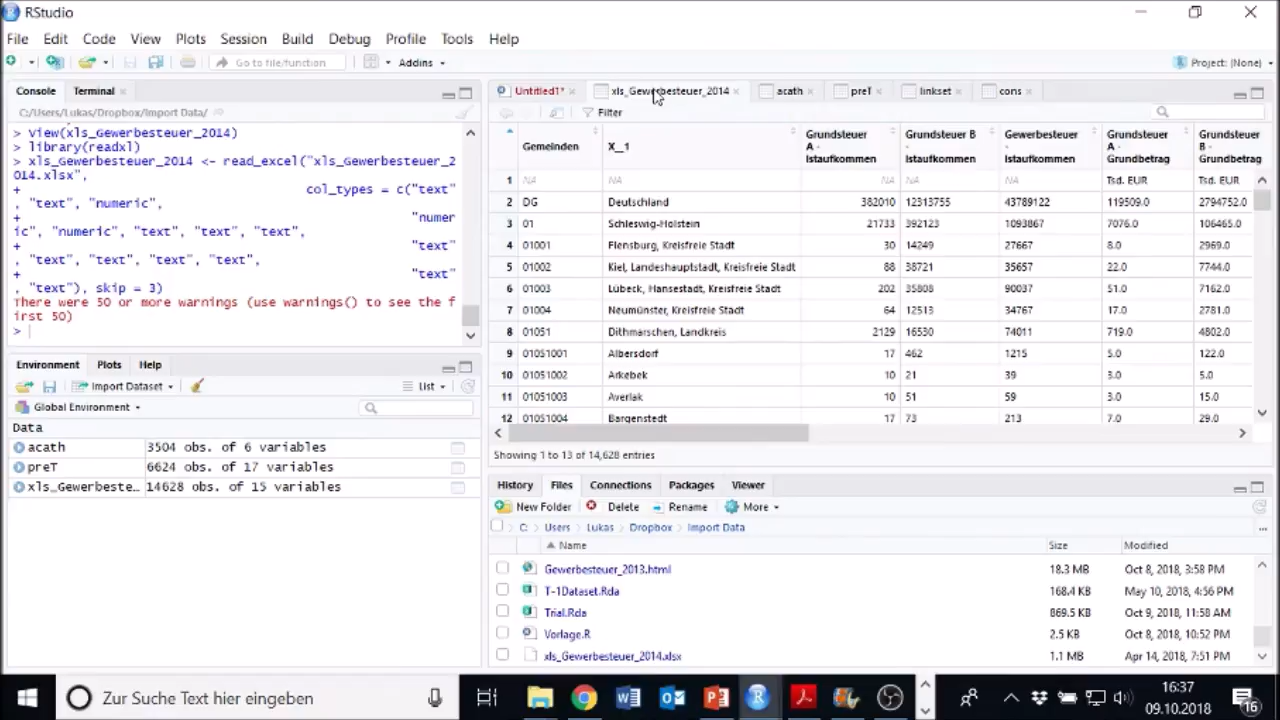 RStudio
File Edit Code View Plots Session Build Debug Profile Tools Help
Go to file/function Addins Project: (None)
Console Terminal
C:/Users/Lukas/Dropbox/Import Data/
> view(xls_Gewerbesteuer_2014)
> library(readxl)
> xls_Gewerbesteuer_2014 <- read_excel("xls_Gewerbesteuer_2
014.xlsx",
+ col_types = c("text"
, "text", "numeric",
+ "numer
ic", "numeric", "text", "text", "text",
+ "text"
, "text", "text", "text", "text",
+ "text"
, "text"), skip = 3)
There were 50 or more warnings (use warnings() to see the f
irst 50)
>
Environment Plots Help
Import Dataset List
Global Environment
Data
acath 3504 obs. of 6 variables
preT 6624 obs. of 17 variables
xls_Gewerbeste… 14628 obs. of 15 variables
Untitled1* xls_Gewerbesteuer_2014 acath preT linkset cons
Filter
Gemeinden X__1 Grundsteuer A - Istaufkommen Grundsteuer B - Istaufkommen Gewerbesteuer - Istaufkommen Grundsteuer A - Grundbetrag Grundsteuer B - Grundbetrag
1 NA NA NA NA NA Tsd. EUR Tsd. EUR
2 DG Deutschland 382010 12313755 43789122 119509.0 2794752.0
3 01 Schleswig-Holstein 21733 392123 1093867 7076.0 106465.0
4 01001 Flensburg, Kreisfreie Stadt 30 14249 27667 8.0 2969.0
5 01002 Kiel, Landeshauptstadt, Kreisfreie Stadt 88 38721 35657 22.0 7744.0
6 01003 Lübeck, Hansestadt, Kreisfreie Stadt 202 35808 90037 51.0 7162.0
7 01004 Neumünster, Kreisfreie Stadt 64 12513 34767 17.0 2781.0
8 01051 Dithmarschen, Landkreis 2129 16530 74011 719.0 4802.0
9 01051001 Albersdorf 17 462 1215 5.0 122.0
10 01051002 Arkebek 10 21 39 3.0 5.0
11 01051003 Averlak 10 51 59 3.0 15.0
12 01051004 Bargenstedt 17 73 213 7.0 29.0
Showing 1 to 13 of 14,628 entries
History Files Connections Packages Viewer
New Folder Delete Rename More
C: Users Lukas Dropbox Import Data ...
Name Size Modified
Gewerbesteuer_2013.html 18.3 MB Oct 8, 2018, 3:58 PM
T-1Dataset.Rda 168.4 KB May 10, 2018, 4:56 PM
Trial.Rda 869.5 KB Oct 9, 2018, 11:58 AM
Vorlage.R 2.5 KB Oct 8, 2018, 10:52 PM
xls_Gewerbesteuer_2014.xlsx 1.1 MB Apr 14, 2018, 7:51 PM
Zur Suche Text hier eingeben
16:37
09.10.2018
16